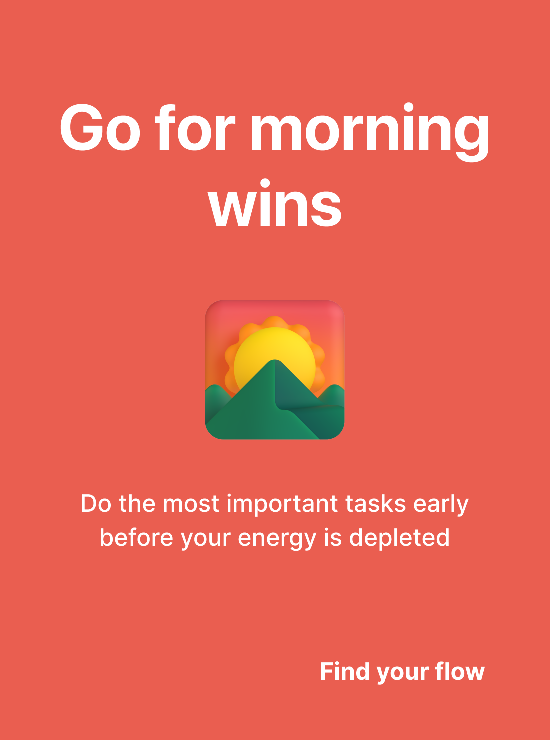 Go for morning
wins
Do the most important tasks early
before your energy is depleted
Find your flow